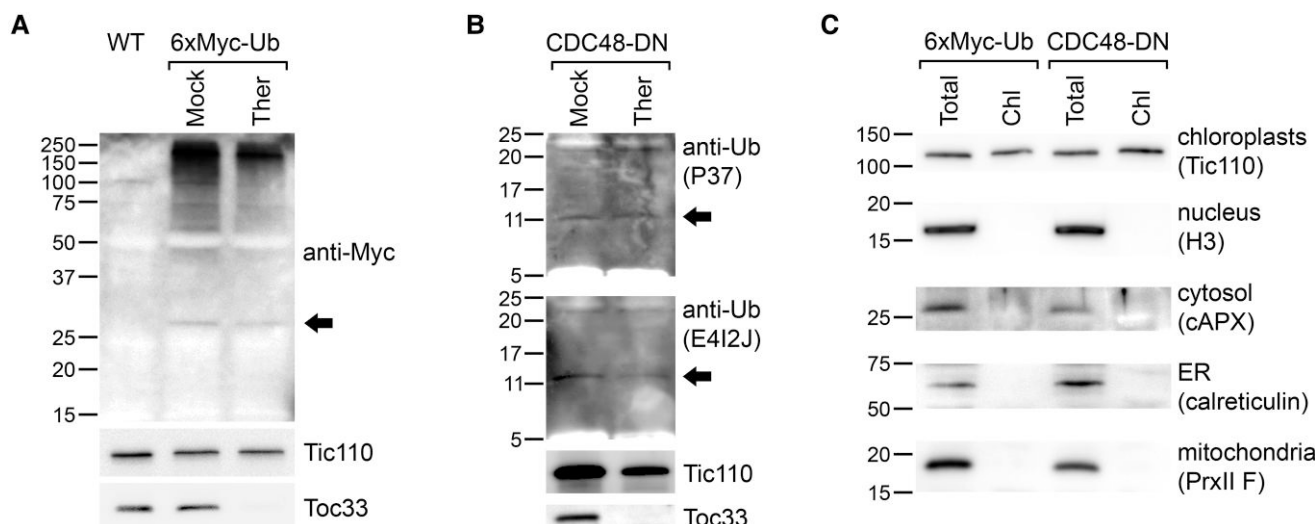 A
WT
6xMyc-Ub
Mock
Ther
250
150
100
75
50
37
25
20
15
anti-Myc
Tic110
Toc33
B
CDC48-DN
Mock
Ther
25
20
17
11
5
anti-Ub
(P37)
25
20
17
11
5
anti-Ub
(E4I2J)
Tic110
Toc33
C
6xMyc-Ub
CDC48-DN
Total
Chl
Total
Chl
150
100
chloroplasts
(Tic110)
20
15
nucleus
(H3)
25
cytosol
(cAPX)
75
50
ER
(calreticulin)
20
15
mitochondria
(PrxII F)